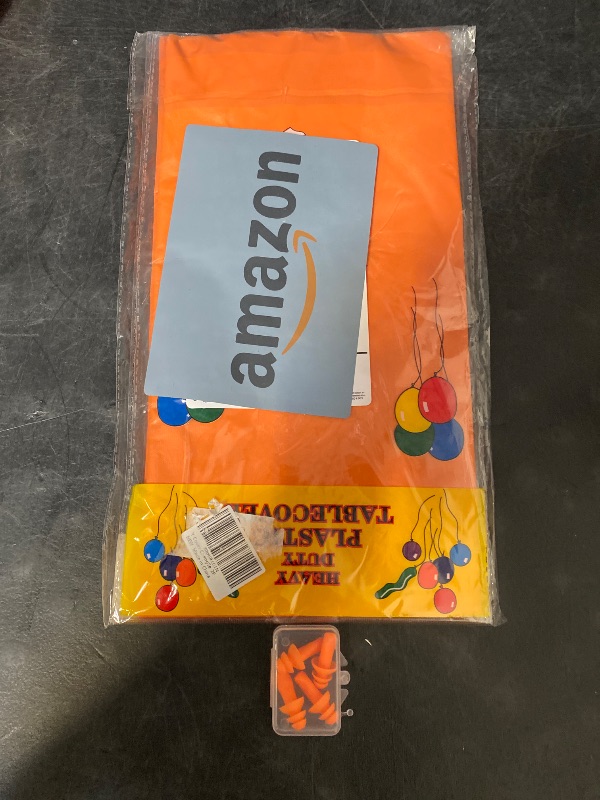 amazon
HEAVY
DUTY
PLASTIC
TABLECOVER